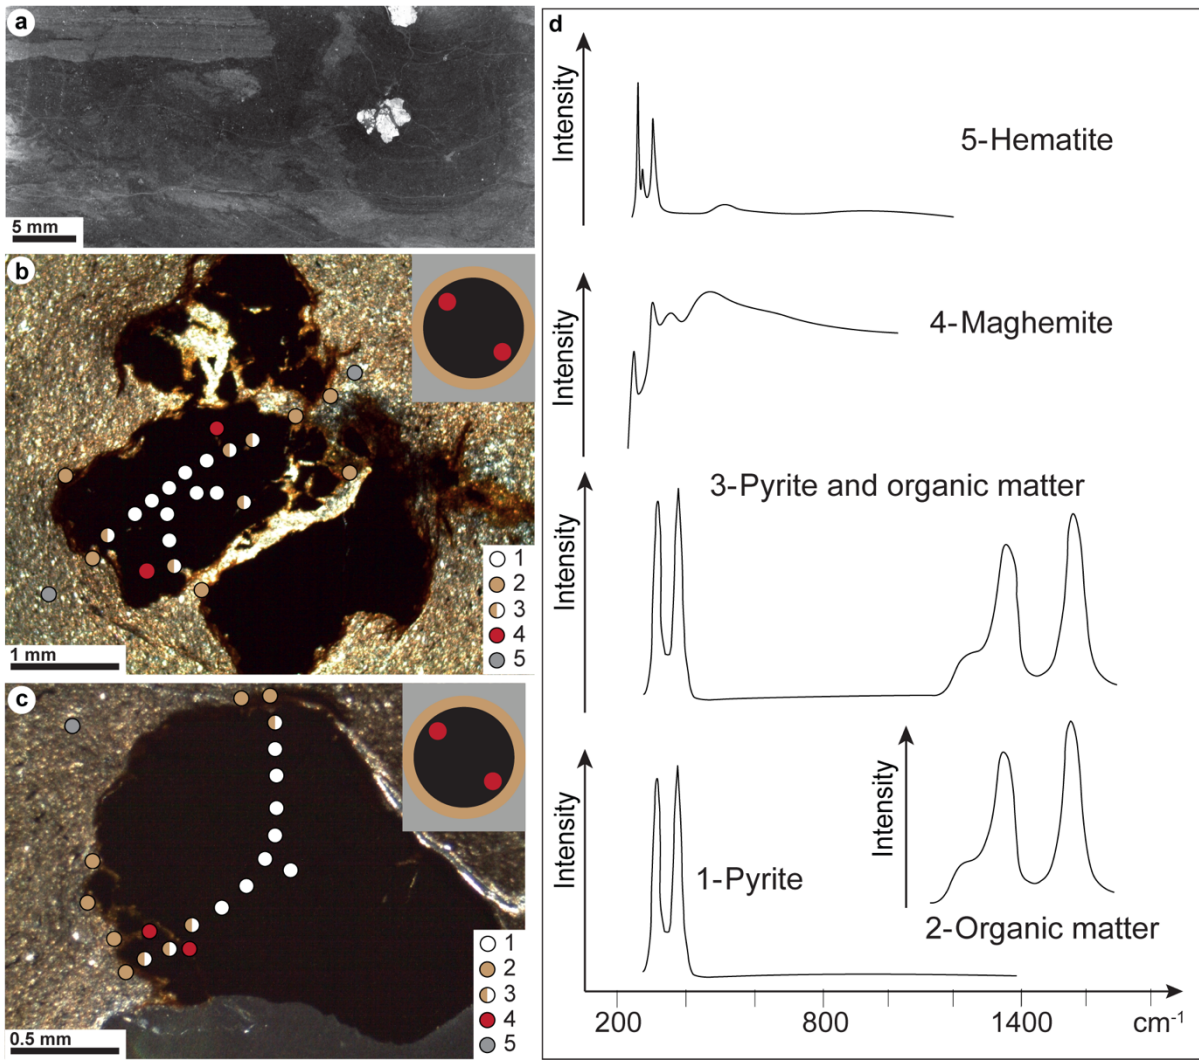 a
5 mm
b
1
2
3
4
5
1 mm
c
1
2
3
4
5
0.5 mm
d
Intensity
5-Hematite
Intensity
4-Maghemite
Intensity
3-Pyrite and organic matter
Intensity
1-Pyrite
Intensity
2-Organic matter
200 800 1400 cm⁻¹